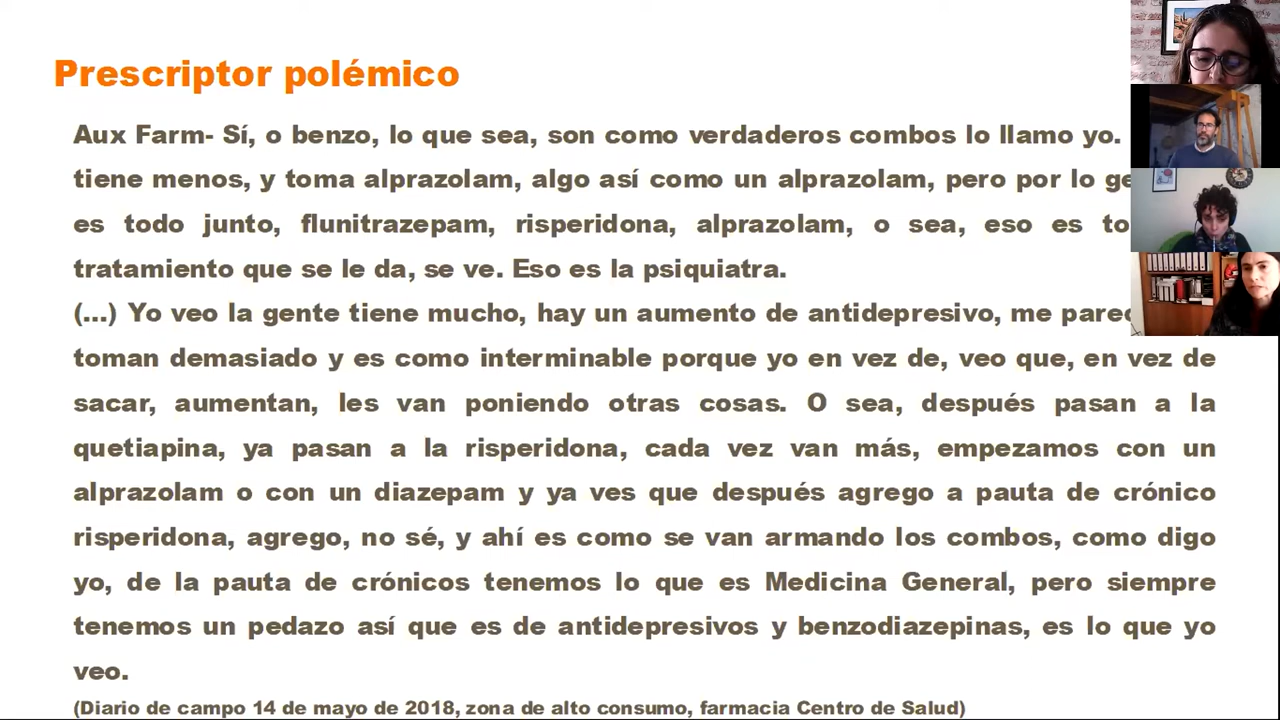 Prescriptor polémico
Aux Farm- Sí, o benzo, lo que sea, son como verdaderos combos lo llamo yo.
tiene menos, y toma alprazolam, algo así como un alprazolam, pero por lo
es todo junto, flunitrazepam, risperidona, alprazolam, o sea, eso es
tratamiento que se le da, se ve. Eso es la psiquiatra.
(...) Yo veo la gente tiene mucho, hay un aumento de antidepresivo, me
toman demasiado y es como interminable porque yo en vez de, veo que, en vez de
sacar, aumentan, les van poniendo otras cosas. O sea, después pasan a la
quetiapina, ya pasan a la risperidona, cada vez van más, empezamos con un
alprazolam o con un diazepam y ya ves que después agrego a pauta de crónico
risperidona, agrego, no sé, y ahí es como se van armando los combos, como digo
yo, de la pauta de crónicos tenemos lo que es Medicina General, pero siempre
tenemos un pedazo así que es de antidepresivos y benzodiazepinas, es lo que yo
veo.
(Diario de campo 14 de mayo de 2018, zona de alto consumo, farmacia Centro de Salud)